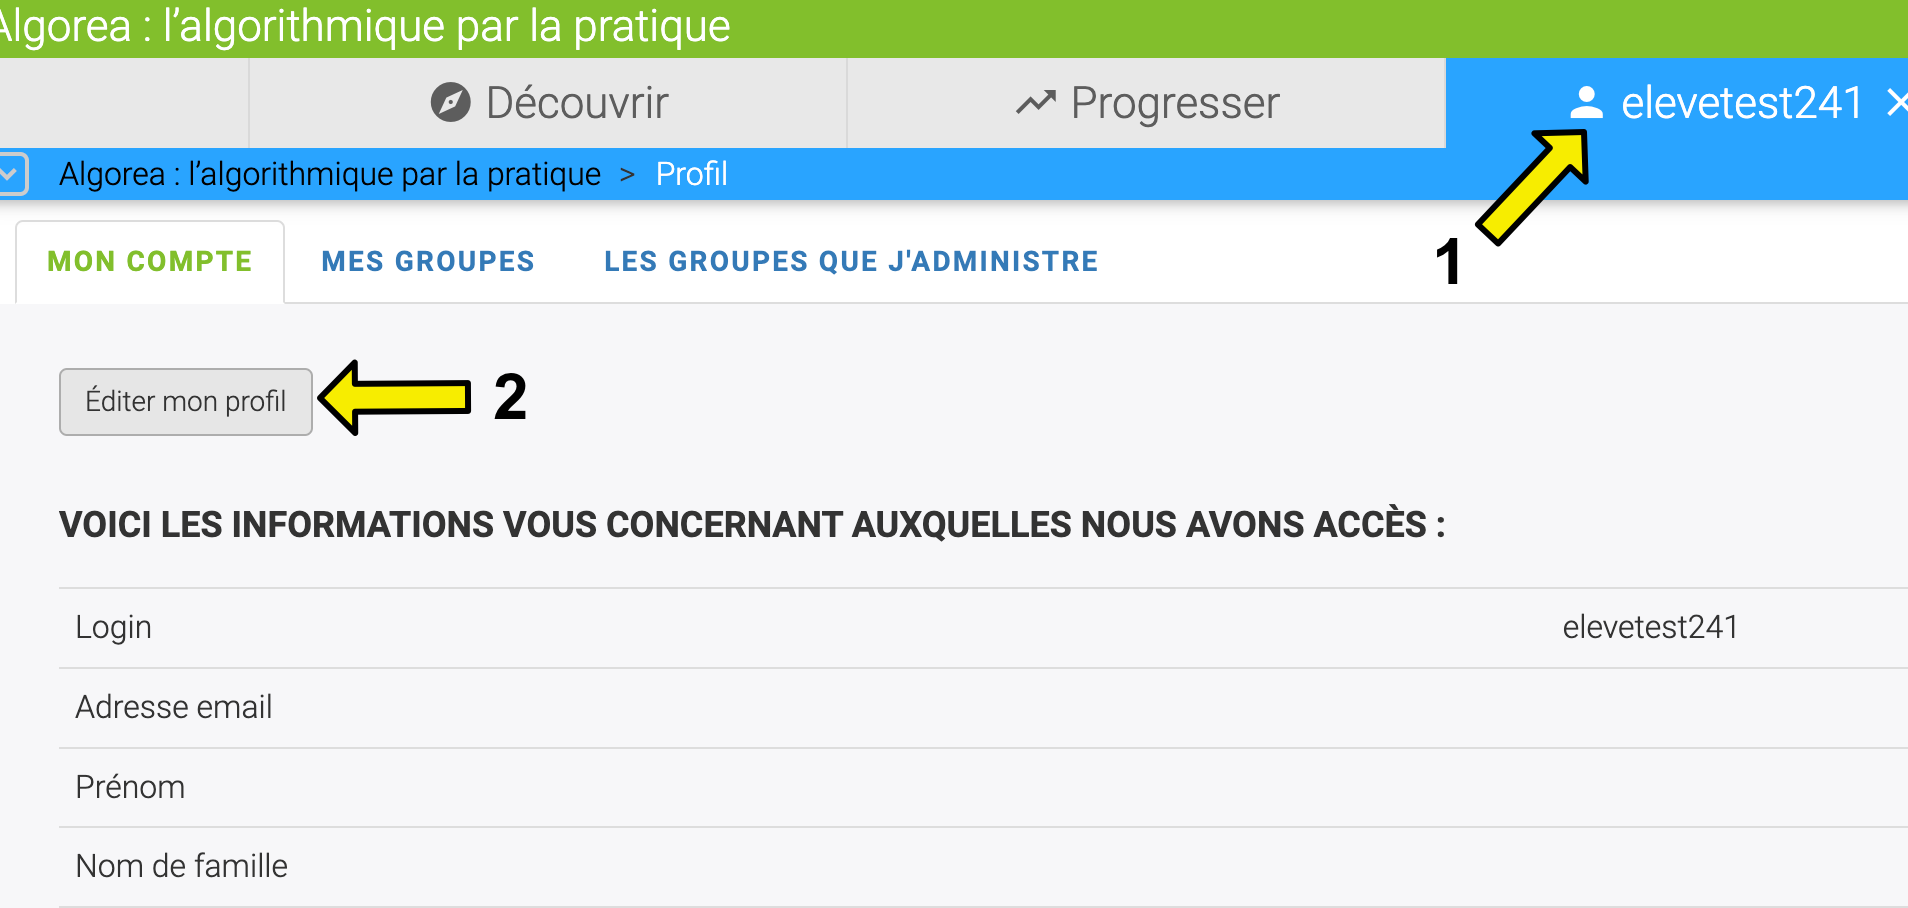 Algorea : l’algorithmique par la pratique
Découvrir
Progresser
elevetest241
Algorea : l’algorithmique par la pratique > Profil
MON COMPTE
MES GROUPES
LES GROUPES QUE J'ADMINISTRE
1
Éditer mon profil
2
VOICI LES INFORMATIONS VOUS CONCERNANT AUXQUELLES NOUS AVONS ACCÈS :
Login
elevetest241
Adresse email
Prénom
Nom de famille